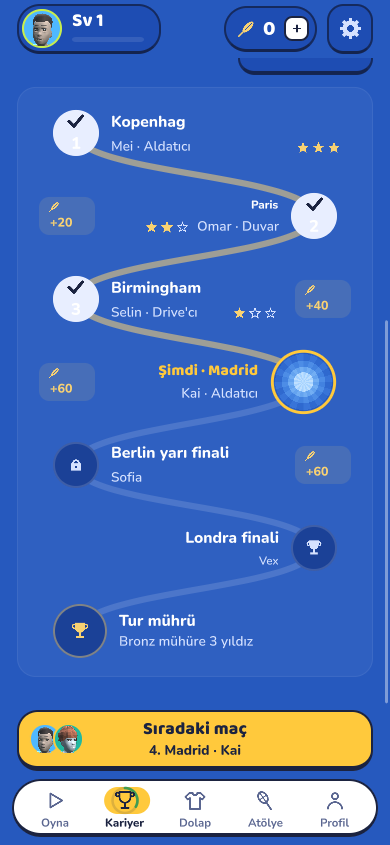 Sv 1
0 +
Kopenhag
1
Mei · Aldatıcı
Paris
+20
Omar · Duvar
2
Birmingham
3
Selin · Drive'cı
+40
Şimdi · Madrid
+60
Kai · Aldatıcı
Berlin yarı finali
Sofia
+60
Londra finali
Vex
Tur mührü
Bronz mühüre 3 yıldız
Sıradaki maç
4. Madrid · Kai
Oyna
Kariyer
Dolap
Atölye
Profil